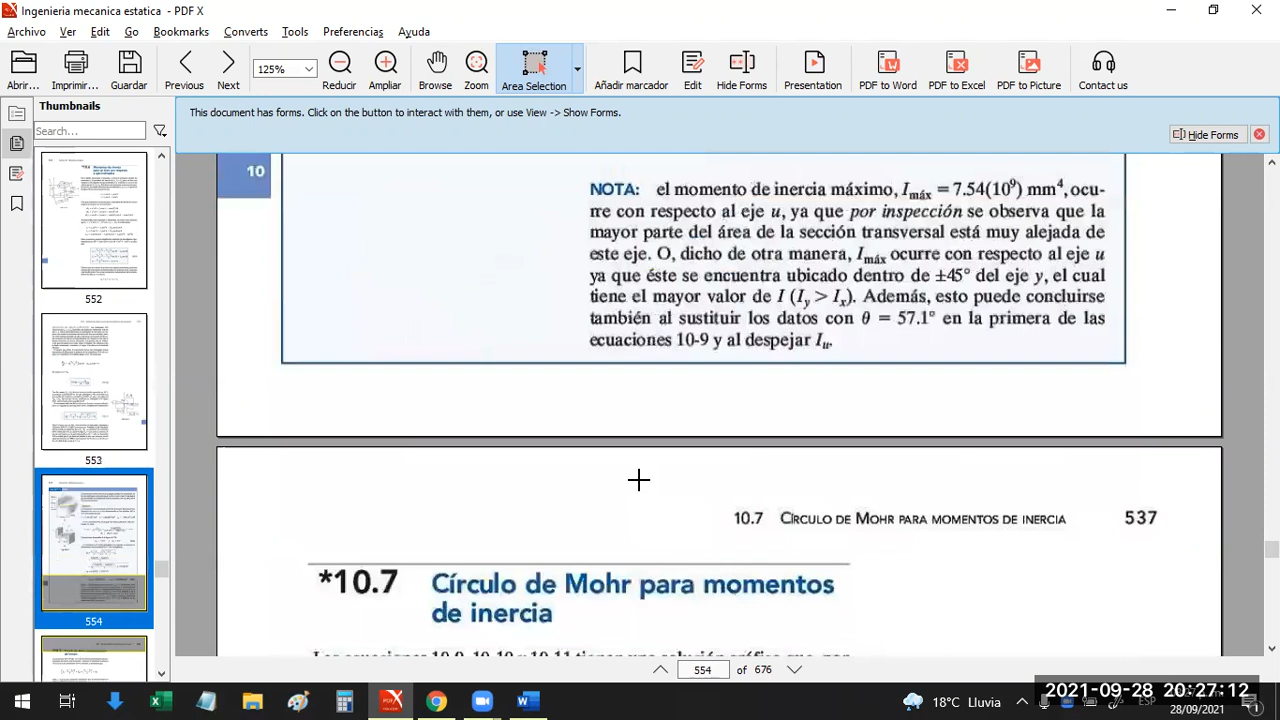 Ingenieria mecanica estatica - PDF X
Archivo Ver Edit Go Bookmarks Converts Tools Preferencias Ayuda
Abrir... Imprimir... Guardar Previous Next 125% Reducir Ampliar Browse Zoom Area Selection Añadir marcador Edit Hide Forms Presentation PDF to Word PDF to Excel PDF to Picture Contact us
Thumbnails
This document has forms. Click on the button to interact with them, or use View -> Show Forms.
Search...
Hide Forms
10
NOTA: el momento de inercia máximo, Imáx = 7.54(10⁹) mm⁴, ocu-
rre con respecto al eje u, ya que por inspección se observa que la
mayor parte del área de la sección transversal está muy alejada de
este eje. O, dicho de otra manera, Imáx ocurre con respecto al eje u
ya que éste se encuentra ubicado dentro de ±45° del eje y, el cual
tiene el mayor valor de I (Iy > Ix). Además, esto puede concluirse
también al sustituir los datos con θ = 57.1° en la primera de las
ecuaciones 10-9 y al despejar Iu.
552
553
554
10.7 CÍRCULO DE MOHR PARA MOMENTOS DE INERCIA 537
*10.7 Círculo de Mohr para momentos
de inercia
554 of 676
18°C Lluvia
ESP
2021-09-28 20:27:12
28/09/2021